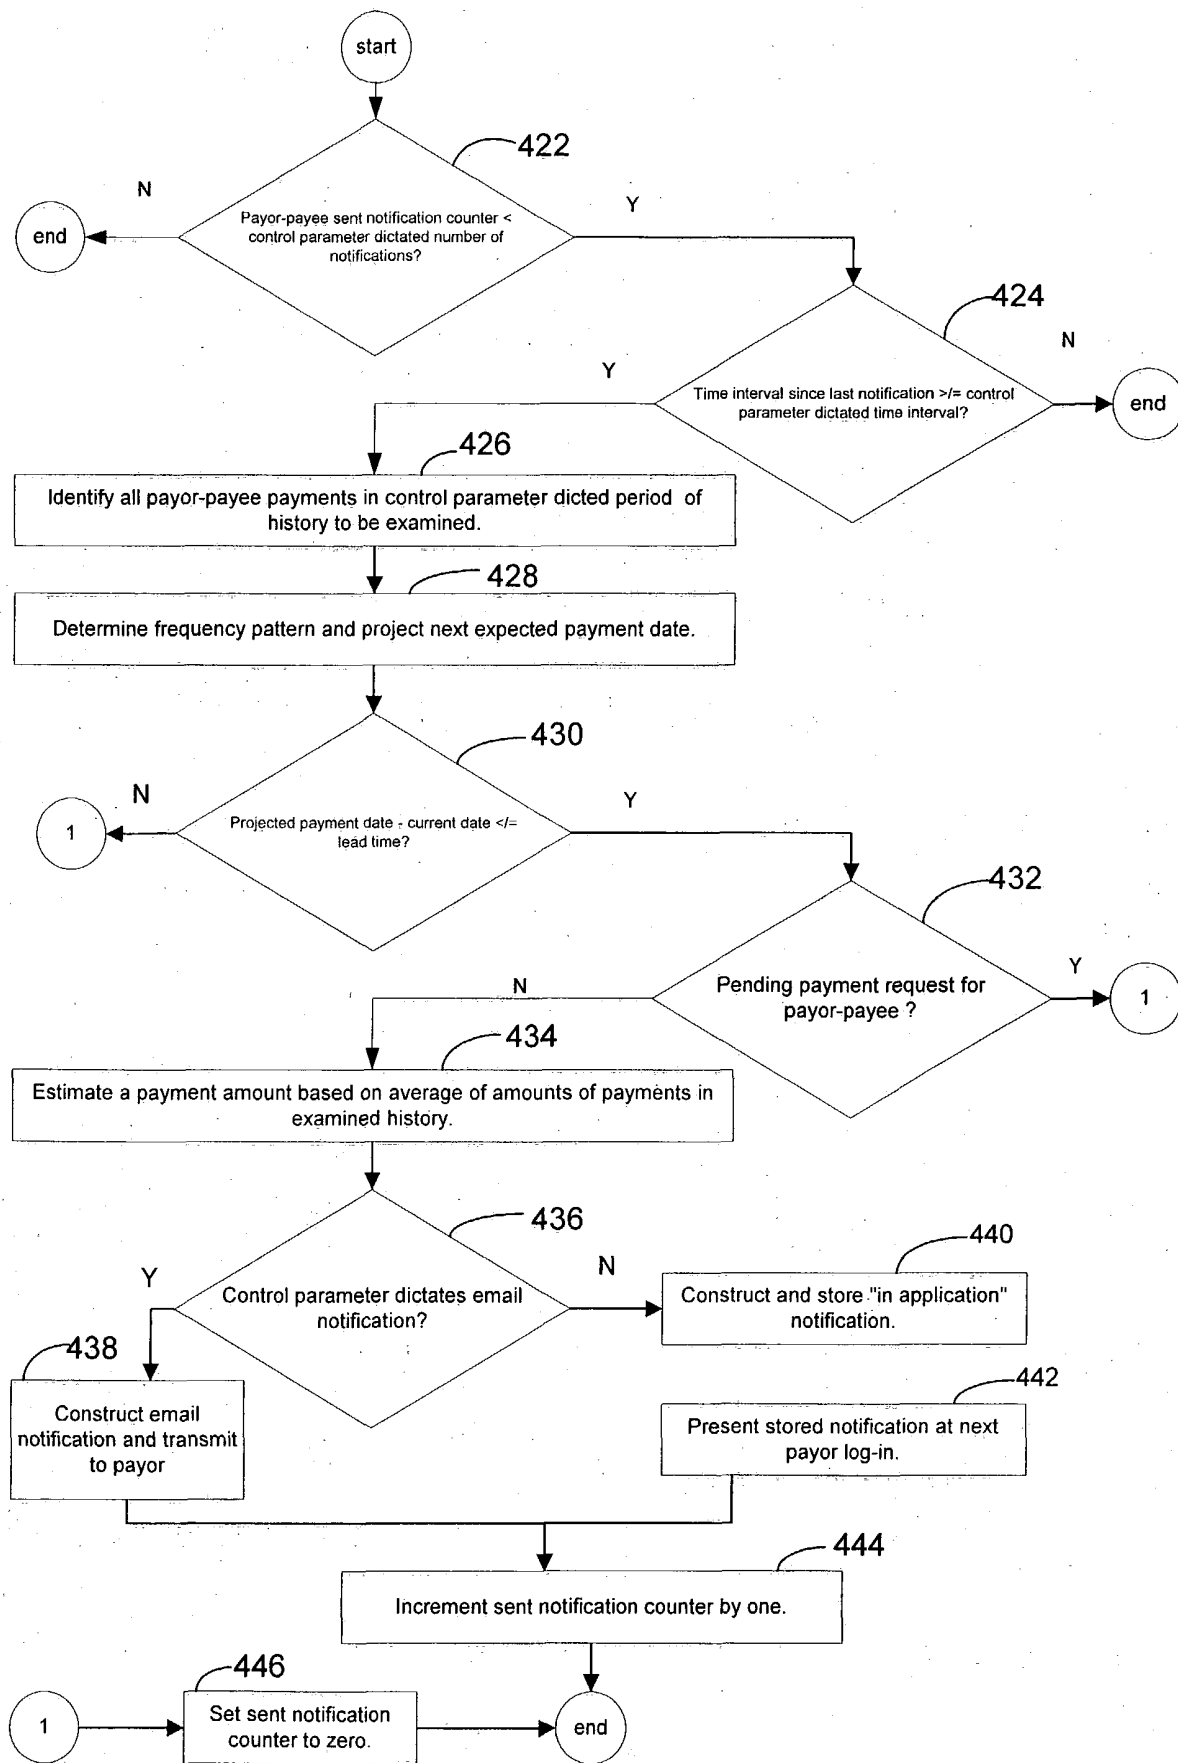 start
422
N
Y
Payor-payee sent notification counter <
control parameter dictated number of
notifications?
end
424
N
Y
Time interval since last notification >/= control
parameter dictated time interval?
end
426
Identify all payor-payee payments in control parameter dicted period of
history to be examined.
428
Determine frequency pattern and project next expected payment date.
430
N
Y
Projected payment date - current date </=
lead time?
1
432
Y
N
Pending payment request for
payor-payee ?
1
434
Estimate a payment amount based on average of amounts of payments in
examined history.
436
Y
N
Control parameter dictates email
notification?
440
Construct and store "in application"
notification.
438
Construct email
notification and transmit
to payor
442
Present stored notification at next
payor log-in.
444
Increment sent notification counter by one.
446
1
Set sent notification
counter to zero.
end